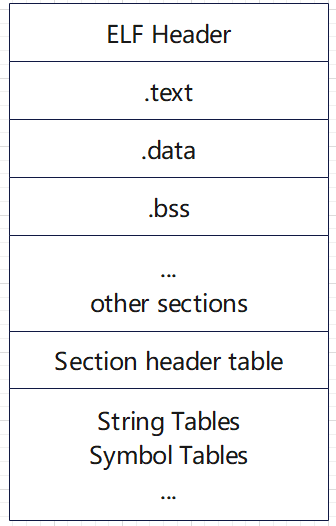 ELF Header
.text
.data
.bss
...
other sections
Section header table
String Tables
Symbol Tables
...